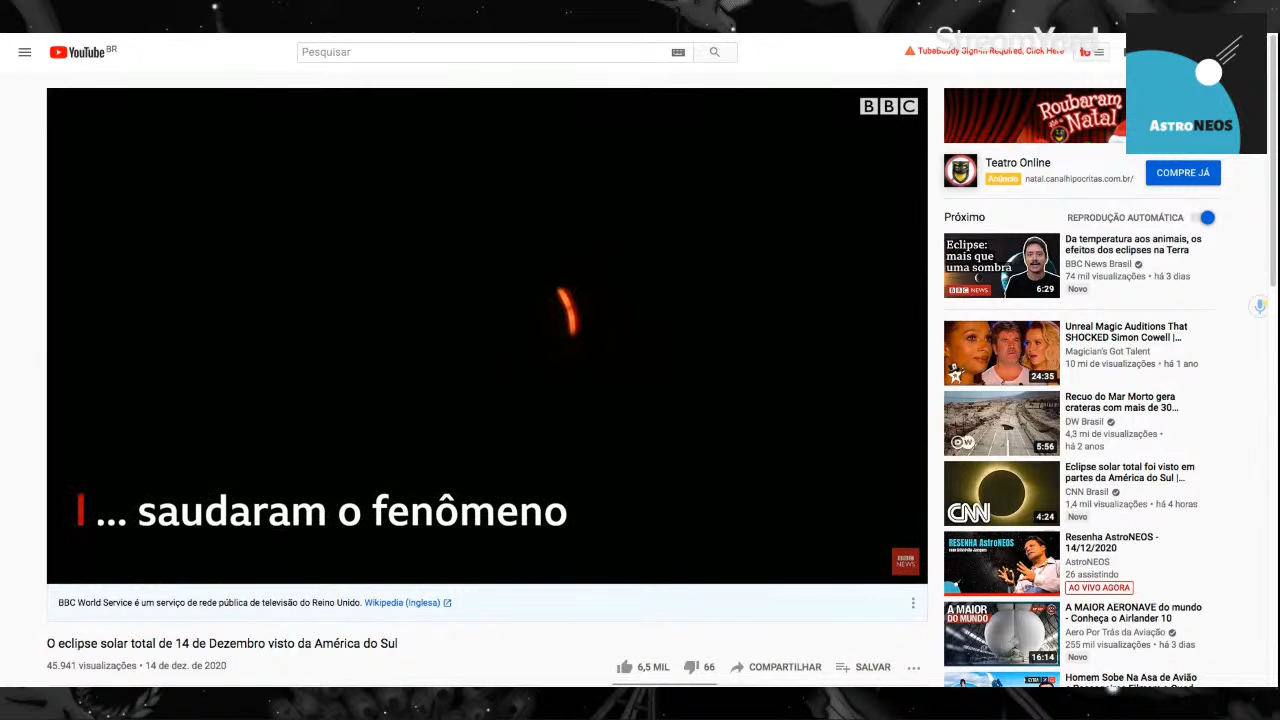 StreamYard
YouTube BR
Pesquisar
TubeBuddy Sign-in Required, Click Here
ASTRONEOS
BBC
... saudaram o fenômeno
BBC
NEWS
BBC World Service é um serviço de rede pública de televisão do Reino Unido. Wikipedia (Inglesa)
O eclipse solar total de 14 de Dezembro visto da América do Sul
45.941 visualizações • 14 de dez. de 2020
6,5 MIL
66
COMPARTILHAR
SALVAR
Roubaram
Natal
Teatro Online
Anúncio natal.canalhipocritas.com.br/
COMPRE JÁ
Próximo
REPRODUÇÃO AUTOMÁTICA
Eclipse:
mais que
uma sombra
BBC NEWS
6:29
Da temperatura aos animais, os
efeitos dos eclipses na Terra
BBC News Brasil
74 mil visualizações • há 3 dias
Novo
24:35
Unreal Magic Auditions That
SHOCKED Simon Cowell |...
Magician's Got Talent
10 mi de visualizações • há 1 ano
DW
5:56
Recuo do Mar Morto gera
crateras com mais de 30...
DW Brasil
4,3 mi de visualizações •
há 2 anos
CNN
4:24
Eclipse solar total foi visto em
partes da América do Sul |...
CNN Brasil
1,4 mil visualizações • há 4 horas
Novo
RESENHA AstroNEOS
Resenha AstroNEOS -
14/12/2020
AstroNEOS
26 assistindo
AO VIVO AGORA
A MAIOR
DO MUNDO
16:14
A MAIOR AERONAVE do mundo
- Conheça o Airlander 10
Aero Por Trás da Aviação
Novo
há 3 dias
Homem Sobe Na Asa de Avião